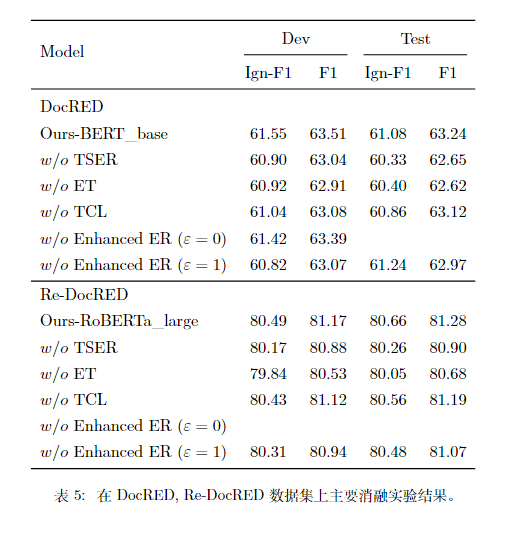 Model Dev Test
Ign-F1 F1 Ign-F1 F1
DocRED
Ours-BERT_base 61.55 63.51 61.08 63.24
w/o TSER 60.90 63.04 60.33 62.65
w/o ET 60.92 62.91 60.40 62.62
w/o TCL 61.04 63.08 60.86 63.12
w/o Enhanced ER (ε = 0) 61.42 63.39
w/o Enhanced ER (ε = 1) 60.82 63.07 61.24 62.97
Re-DocRED
Ours-RoBERTa_large 80.49 81.17 80.66 81.28
w/o TSER 80.17 80.88 80.26 80.90
w/o ET 79.84 80.53 80.05 80.68
w/o TCL 80.43 81.12 80.56 81.19
w/o Enhanced ER (ε = 0)
w/o Enhanced ER (ε = 1) 80.31 80.94 80.48 81.07
表 5: 在 DocRED, Re-DocRED 数据集上主要消融实验结果。